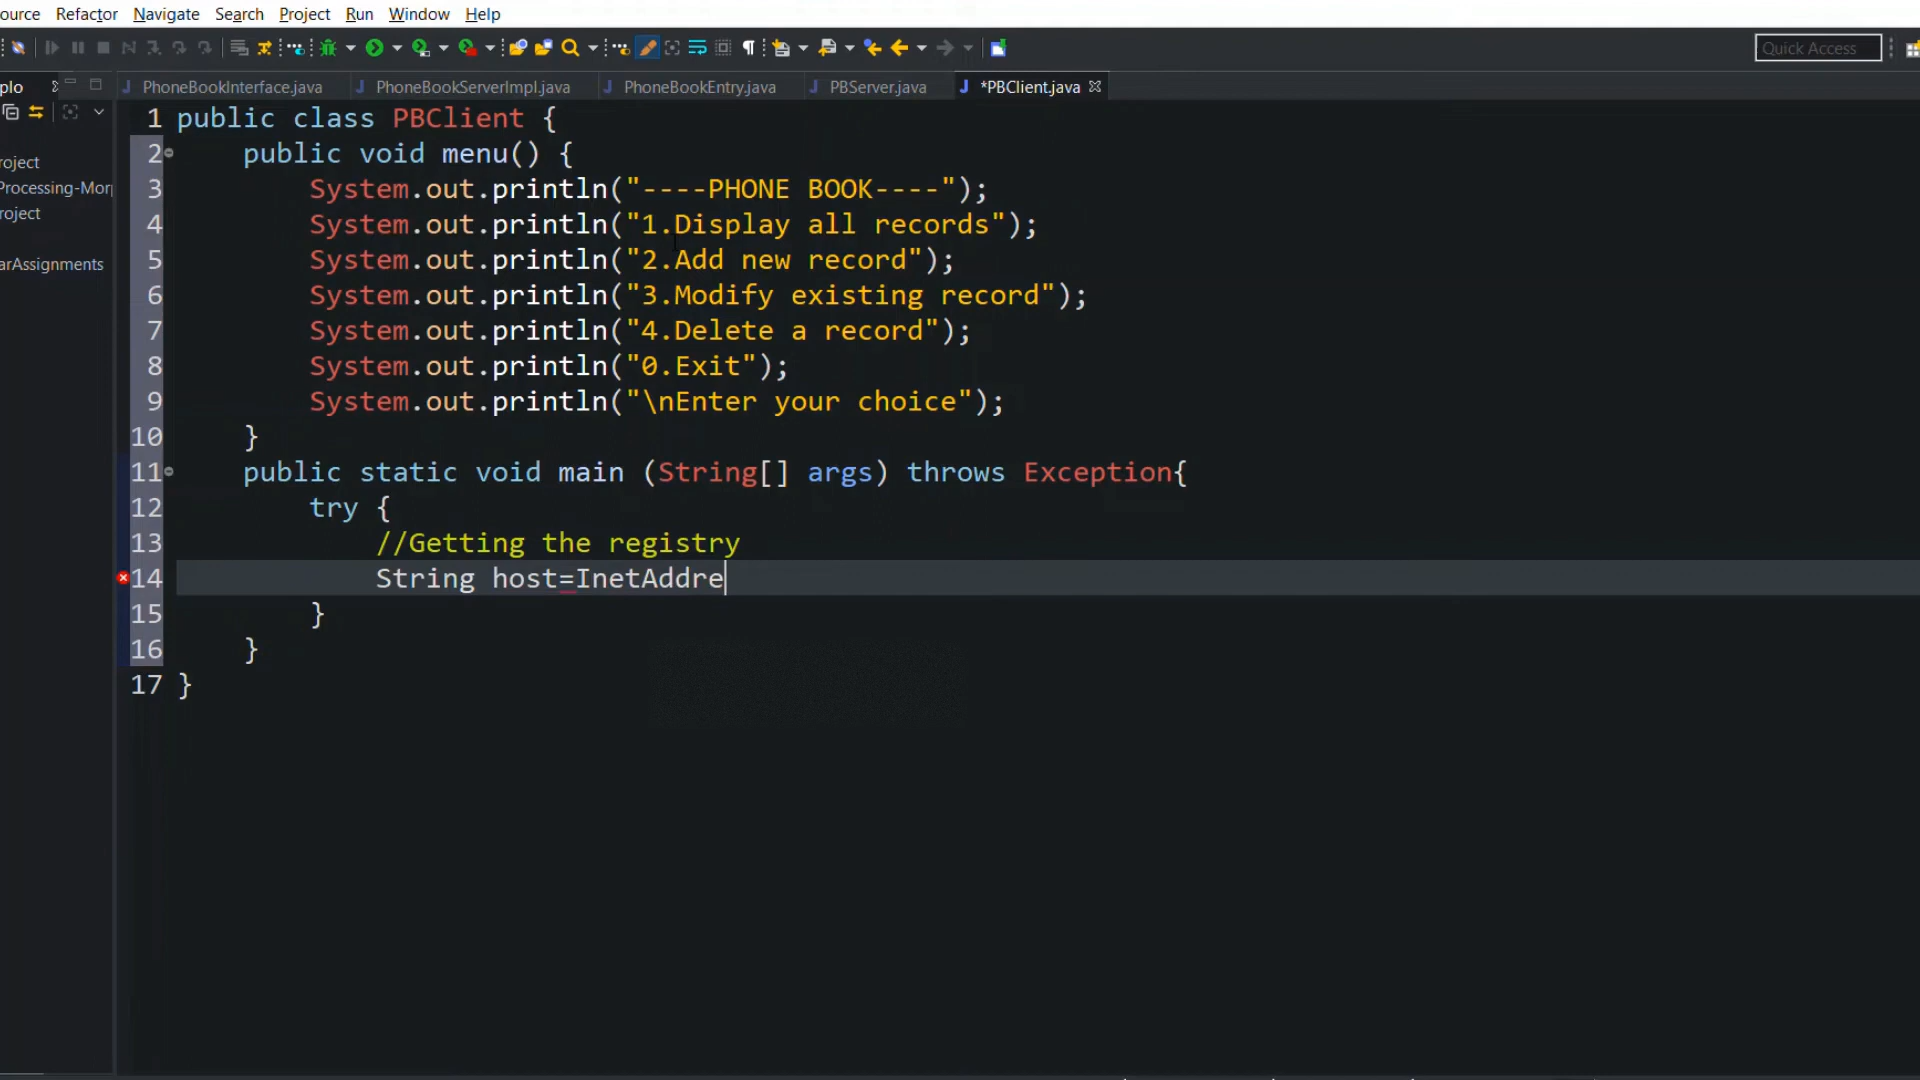 ource Refactor Navigate Search Project Run Window Help
Quick Access
plo PhoneBookInterface.java PhoneBookServerImpl.java PhoneBookEntry.java PBServer.java *PBClient.java
roject
Processing-Mor
roject
arAssignments
1 public class PBClient {
2 public void menu() {
3 System.out.println("----PHONE BOOK----");
4 System.out.println("1.Display all records");
5 System.out.println("2.Add new record");
6 System.out.println("3.Modify existing record");
7 System.out.println("4.Delete a record");
8 System.out.println("0.Exit");
9 System.out.println("\nEnter your choice");
10 }
11 public static void main (String[] args) throws Exception{
12 try {
13 //Getting the registry
14 String host=InetAddre
15 }
16 }
17 }